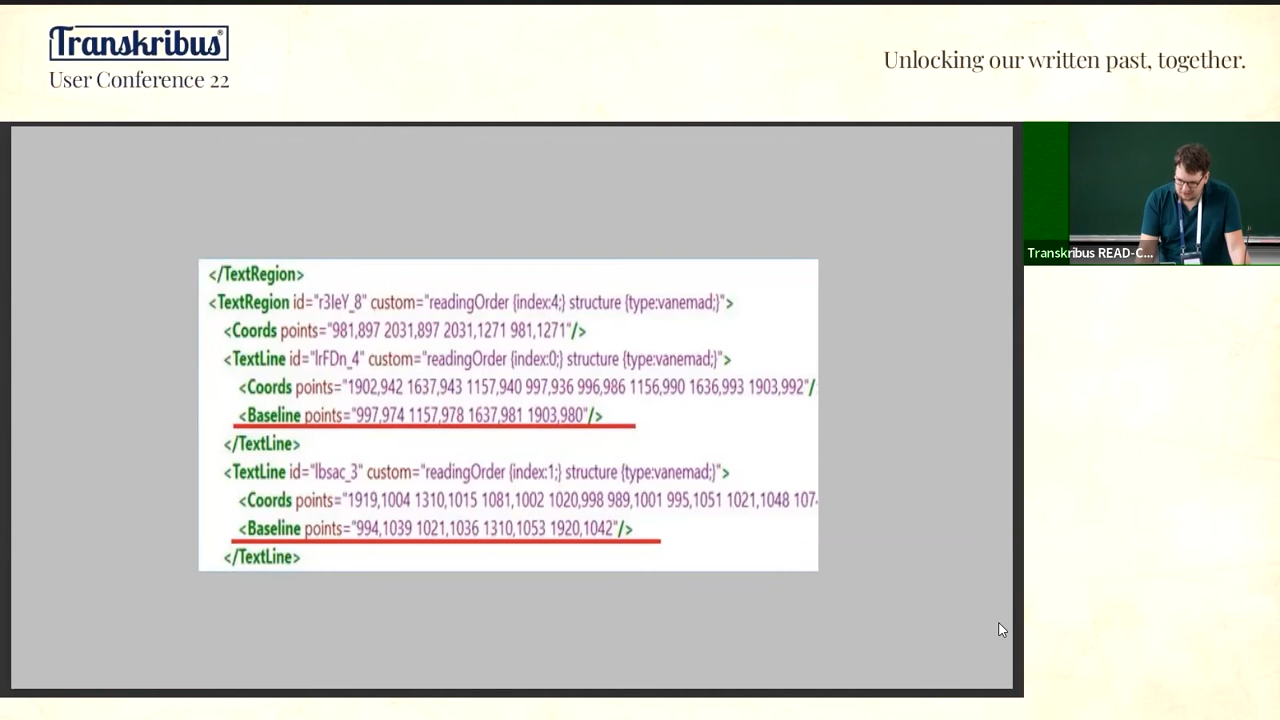 Transkribus®
User Conference 22
Unlocking our written past, together.
</TextRegion>
<TextRegion id="r3leY_8" custom="readingOrder {index:4;} structure {type:vanemad;}">
<Coords points="981,897 2031,897 2031,1271 981,1271"/>
<TextLine id="lrFDn_4" custom="readingOrder {index:0;} structure {type:vanemad;}">
<Coords points="1902,942 1637,943 1157,940 997,936 996,986 1156,990 1636,993 1903,992"/
<Baseline points="997,974 1157,978 1637,981 1903,980"/>
</TextLine>
<TextLine id="lbsac_3" custom="readingOrder {index:1;} structure {type:vanemad;}">
<Coords points="1919,1004 1310,1015 1081,1002 1020,998 989,1001 995,1051 1021,1048 107
<Baseline points="994,1039 1021,1036 1310,1053 1920,1042"/>
</TextLine>
Transkribus READ-C...